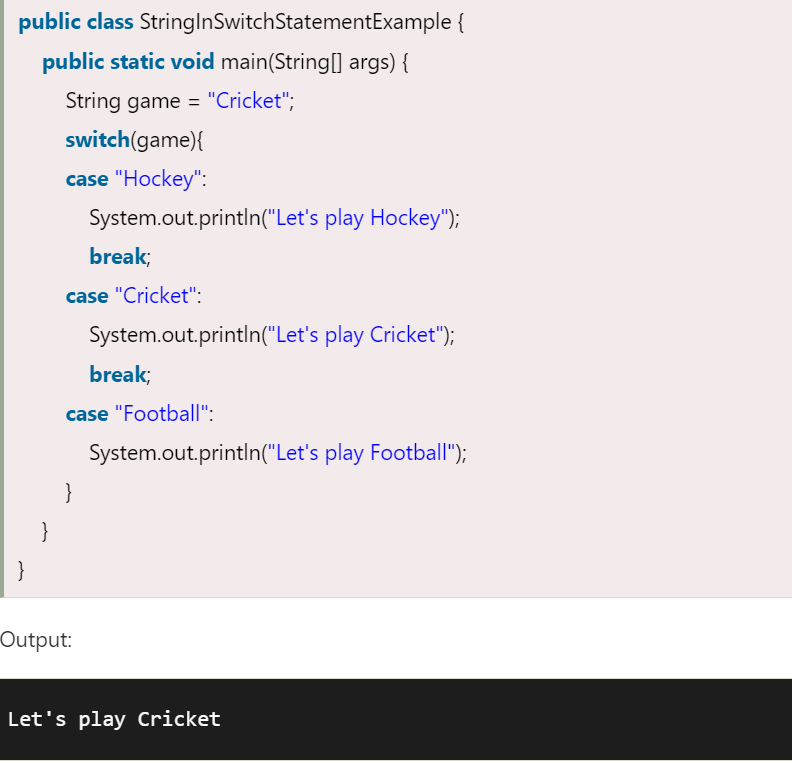 public class StringInSwitchStatementExample {
public static void main(String[] args) {
String game = "Cricket";
switch(game){
case "Hockey":
System.out.println("Let's play Hockey");
break;
case "Cricket":
System.out.println("Let's play Cricket");
break;
case "Football":
System.out.println("Let's play Football");
}
}
}
Output:
Let's play Cricket